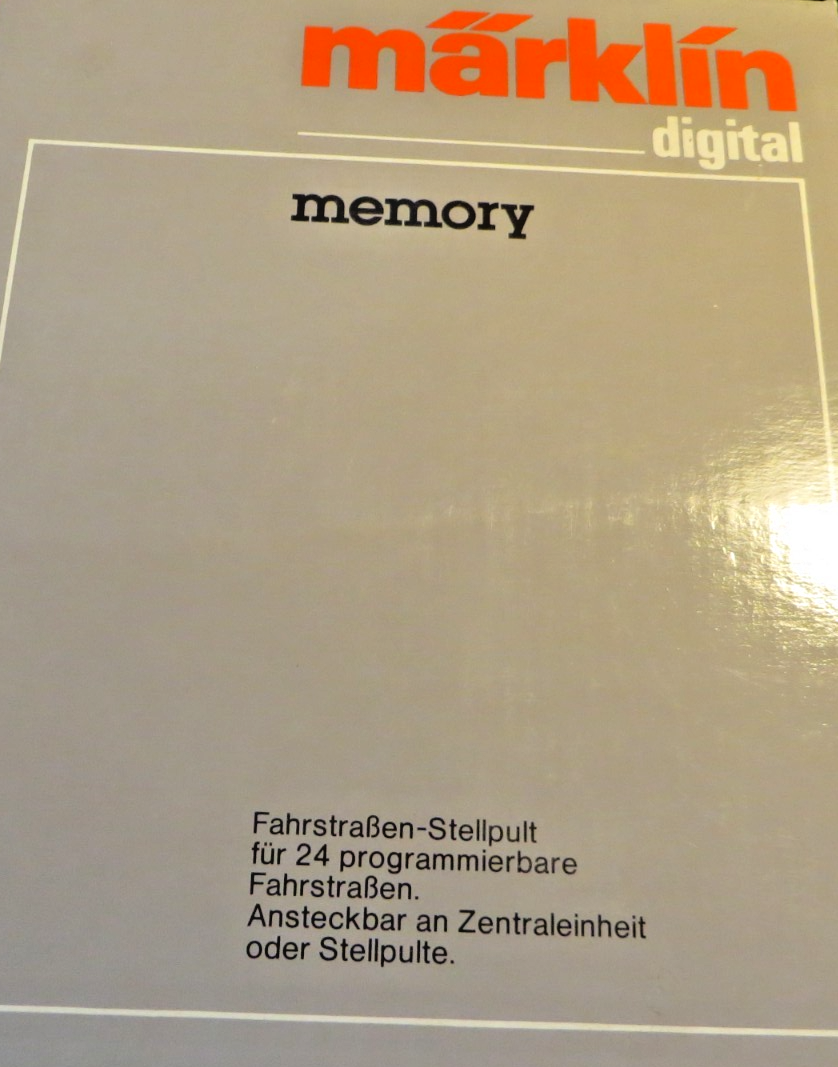 märklin
digital
memory
Fahrstraßen-Stellpult
für 24 programmierbare
Fahrstraßen.
Ansteckbar an Zentraleinheit
oder Stellpulte.